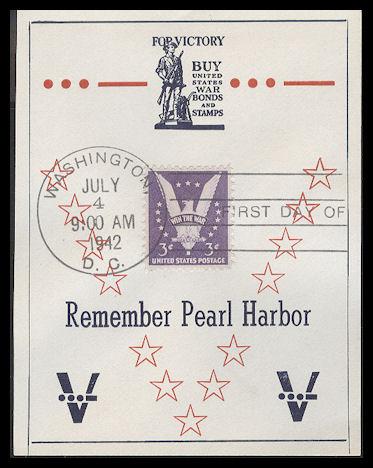 FOR VICTORY
BUY
UNITED
STATES
WAR
BONDS
AND
STAMPS
WASHINGTON
JULY
4
9:00 AM
1942
D. C.
WIN THE WAR
3¢ 3¢
UNITED STATES POSTAGE
FIRST DAY OF
Remember Pearl Harbor
V V